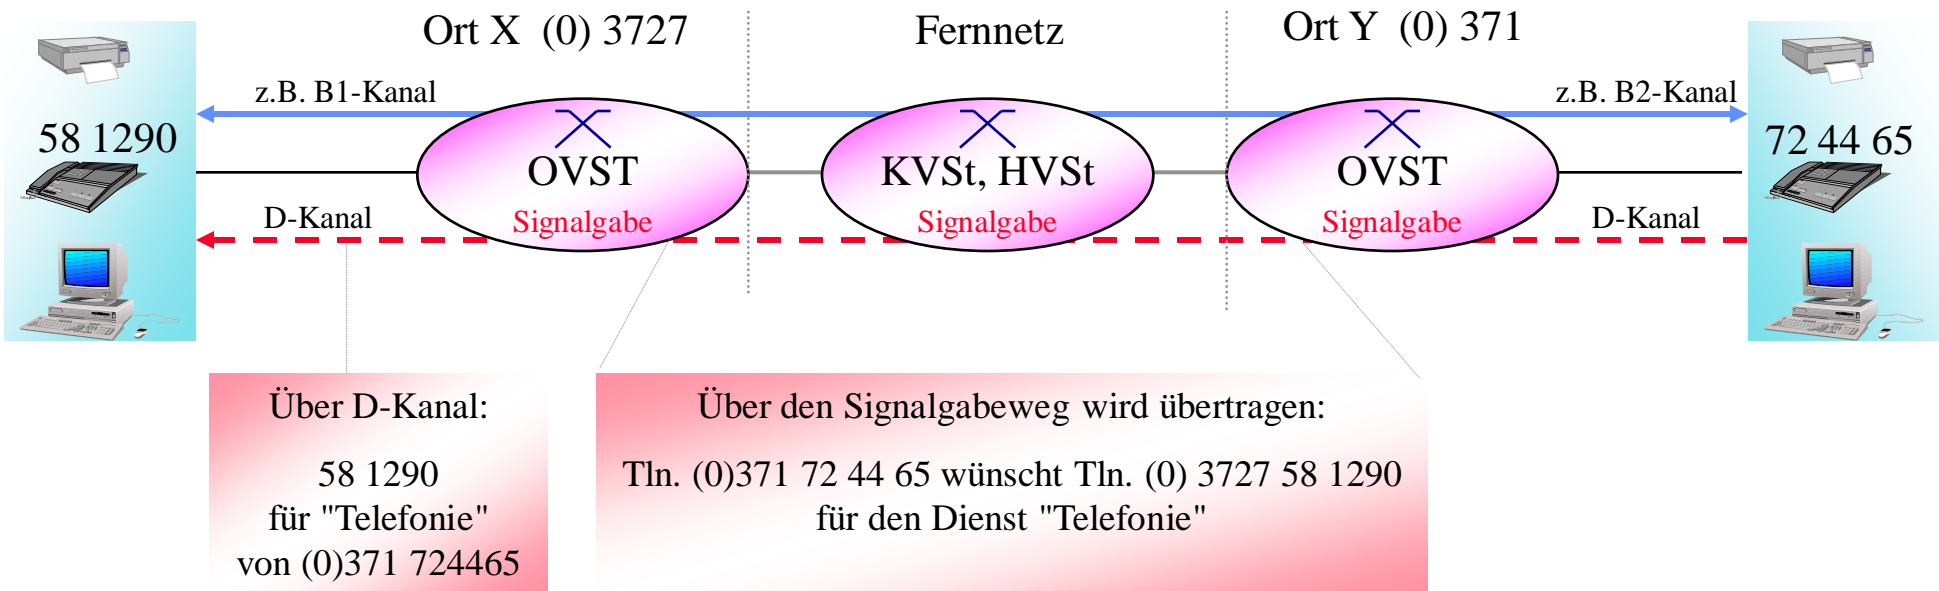 Ort X (0) 3727
Fernnetz
Ort Y (0) 371
z.B. B1-Kanal
z.B. B2-Kanal
58 1290
72 44 65
OVST
KVSt, HVSt
OVST
Signalgabe
Signalgabe
Signalgabe
D-Kanal
D-Kanal
Über D-Kanal:
58 1290
für "Telefonie"
von (0)371 724465
Über den Signalgabeweg wird übertragen:
Tln. (0)371 72 44 65 wünscht Tln. (0) 3727 58 1290
für den Dienst "Telefonie"